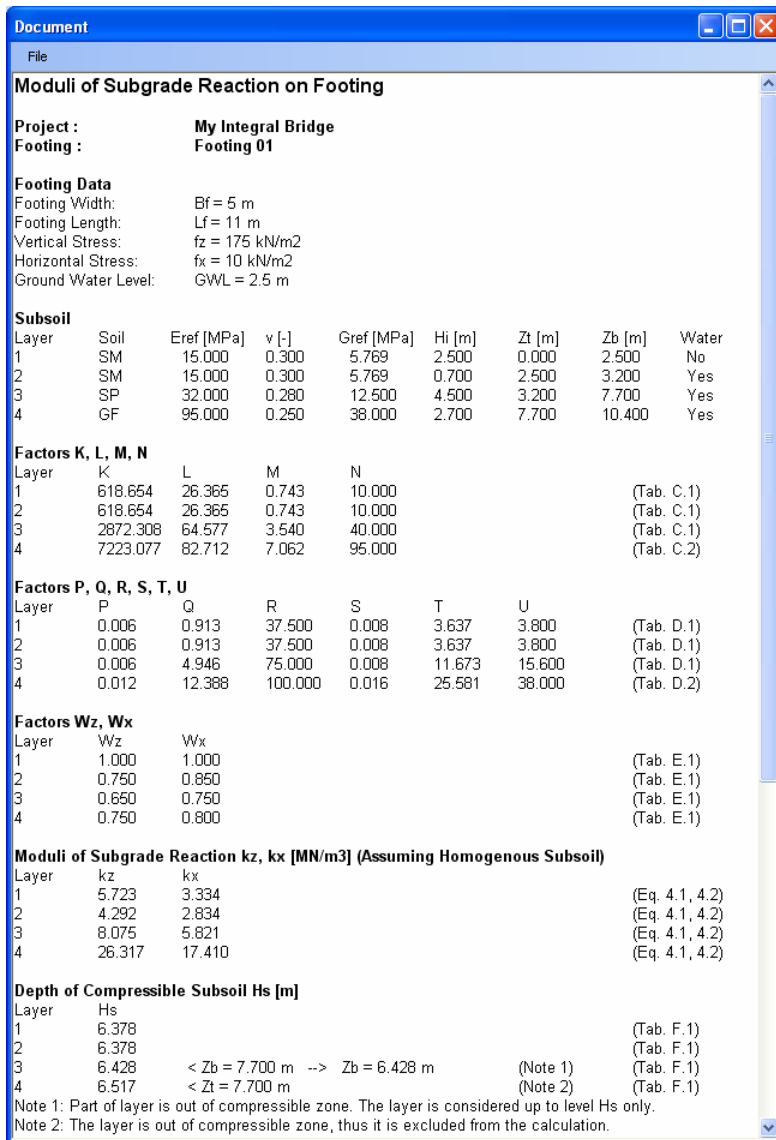 Document
File
Moduli of Subgrade Reaction on Footing
Project : My Integral Bridge
Footing : Footing 01
Footing Data
Footing Width: Bf = 5 m
Footing Length: Lf = 11 m
Vertical Stress: fz = 175 kN/m2
Horizontal Stress: fx = 10 kN/m2
Ground Water Level: GWL = 2.5 m
Subsoil
Layer Soil Eref [MPa] v [-] Gref [MPa] Hi [m] Zt [m] Zb [m] Water
1 SM 15.000 0.300 5.769 2.500 0.000 2.500 No
2 SM 15.000 0.300 5.769 0.700 2.500 3.200 Yes
3 SP 32.000 0.280 12.500 4.500 3.200 7.700 Yes
4 GF 95.000 0.250 38.000 2.700 7.700 10.400 Yes
Factors K, L, M, N
Layer K L M N
1 618.654 26.365 0.743 10.000 (Tab. C.1)
2 618.654 26.365 0.743 10.000 (Tab. C.1)
3 2872.308 64.577 3.540 40.000 (Tab. C.1)
4 7223.077 82.712 7.062 95.000 (Tab. C.2)
Factors P, Q, R, S, T, U
Layer P Q R S T U
1 0.006 0.913 37.500 0.008 3.637 3.800 (Tab. D.1)
2 0.006 0.913 37.500 0.008 3.637 3.800 (Tab. D.1)
3 0.006 4.946 75.000 0.008 11.673 15.600 (Tab. D.1)
4 0.012 12.388 100.000 0.016 25.581 38.000 (Tab. D.2)
Factors Wz, Wx
Layer Wz Wx
1 1.000 1.000 (Tab. E.1)
2 0.750 0.850 (Tab. E.1)
3 0.650 0.750 (Tab. E.1)
4 0.750 0.800 (Tab. E.1)
Moduli of Subgrade Reaction kz, kx [MN/m3] (Assuming Homogenous Subsoil)
Layer kz kx
1 5.723 3.334 (Eq. 4.1, 4.2)
2 4.292 2.834 (Eq. 4.1, 4.2)
3 8.075 5.821 (Eq. 4.1, 4.2)
4 26.317 17.410 (Eq. 4.1, 4.2)
Depth of Compressible Subsoil Hs [m]
Layer Hs
1 6.378 (Tab. F.1)
2 6.378 (Tab. F.1)
3 6.428 < Zb = 7.700 m --> Zb = 6.428 m (Note 1) (Tab. F.1)
4 6.517 < Zt = 7.700 m (Note 2) (Tab. F.1)
Note 1: Part of layer is out of compressible zone. The layer is considered up to level Hs only.
Note 2: The layer is out of compressible zone, thus it is excluded from the calculation.